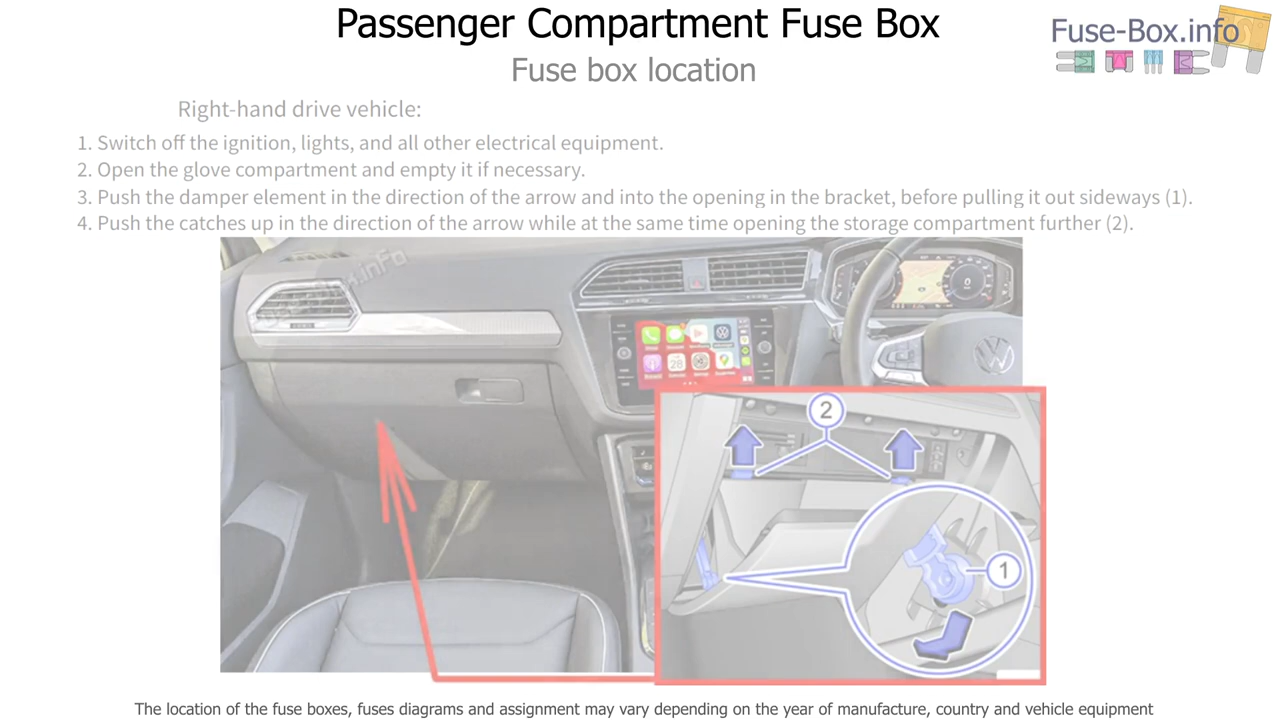 Passenger Compartment Fuse Box
Fuse-Box.info
Fuse box location
Right-hand drive vehicle:
1. Switch off the ignition, lights, and all other electrical equipment.
2. Open the glove compartment and empty it if necessary.
3. Push the damper element in the direction of the arrow and into the opening in the bracket, before pulling it out sideways (1).
4. Push the catches up in the direction of the arrow while at the same time opening the storage compartment further (2).
28
2
1
The location of the fuse boxes, fuses diagrams and assignment may vary depending on the year of manufacture, country and vehicle equipment